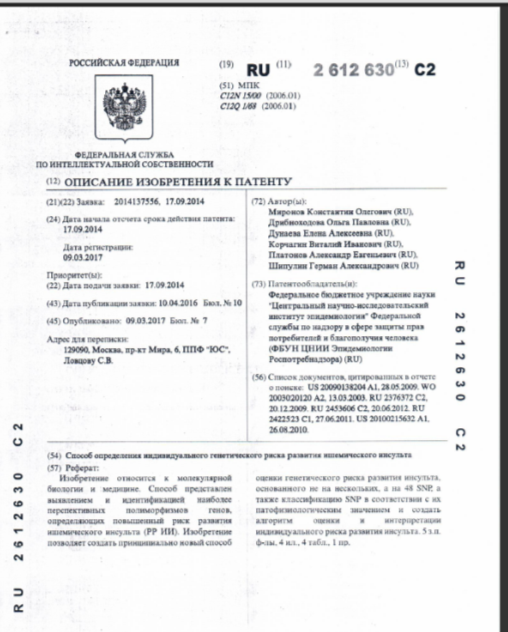 РОССИЙСКАЯ ФЕДЕРАЦИЯ
ФЕДЕРАЛЬНАЯ СЛУЖБА
ПО ИНТЕЛЛЕКТУАЛЬНОЙ СОБСТВЕННОСТИ
(19) RU (11) 2 612 630 (13) C2
(51) МПК
C12N 15/00 (2006.01)
C12Q 1/68 (2006.01)
(12) ОПИСАНИЕ ИЗОБРЕТЕНИЯ К ПАТЕНТУ
(21)(22) Заявка: 2014137556, 17.09.2014
(24) Дата начала отсчета срока действия патента:
17.09.2014
Дата регистрации:
09.03.2017
Приоритет(ы):
(22) Дата подачи заявки: 17.09.2014
(43) Дата публикации заявки: 10.04.2016 Бюл. № 10
(45) Опубликовано: 09.03.2017 Бюл. № 7
Адрес для переписки:
129090, Москва, пр-кт Мира, 6, ППФ "ЮС",
Ловцову С.В.
(72) Автор(ы):
Миронов Константин Олегович (RU),
Дрибноходова Ольга Павловна (RU),
Дунаева Елена Алексеевна (RU),
Корчагин Виталий Иванович (RU),
Платонов Александр Евгеньевич (RU),
Шипулин Герман Александрович (RU)
(73) Патентообладатель(и):
Федеральное бюджетное учреждение науки
"Центральный научно-исследовательский
институт эпидемиологии" Федеральной
службы по надзору в сфере защиты прав
потребителей и благополучия человека
(ФБУН ЦНИИ Эпидемиологии
Роспотребнадзора) (RU)
(56) Список документов, цитированных в отчете
о поиске: US 20090138204 A1, 28.05.2009. WO
2003020120 A2, 13.03.2003. RU 2376372 C2,
20.12.2009. RU 2453606 C2, 20.06.2012. RU
2422523 C1, 27.06.2011. US 20100215632 A1,
26.08.2010.
(54) Способ определения индивидуального генетического риска развития ишемического инсульта
(57) Реферат:
Изобретение относится к молекулярной
биологии и медицине. Способ представлен
выявлением и идентификацией наиболее
перспективных полиморфизмов генов,
определяющих повышенный риск развития
ишемического инсульта (РР ИИ). Изобретение
позволяет создать принципиально новый способ
оценки генетического риска развития инсульта,
основанного не на нескольких, а на 48 SNP, а
также классификацию SNP в соответствии с их
патофизиологическим значением и создать
алгоритм оценки и интерпретации
индивидуального риска развития инсульта. 5 з.п.
ф-лы, 4 ил., 4 табл., 1 пр.
RU 2612630 C2
RU 2612630 C2